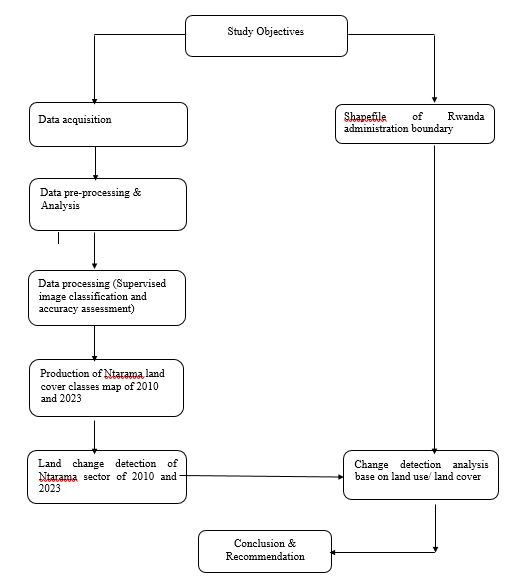 Study Objectives
Data acquisition
Shapefile of Rwanda
administration boundary
Data pre-processing &
Analysis
Data processing (Supervised
image classification and
accuracy assessment)
Production of Ntarama land
cover classes map of 2010
and 2023
Land change detection of
Ntarama sector of 2010 and
2023
Change detection analysis
base on land use/ land cover
Conclusion &
Recommendation